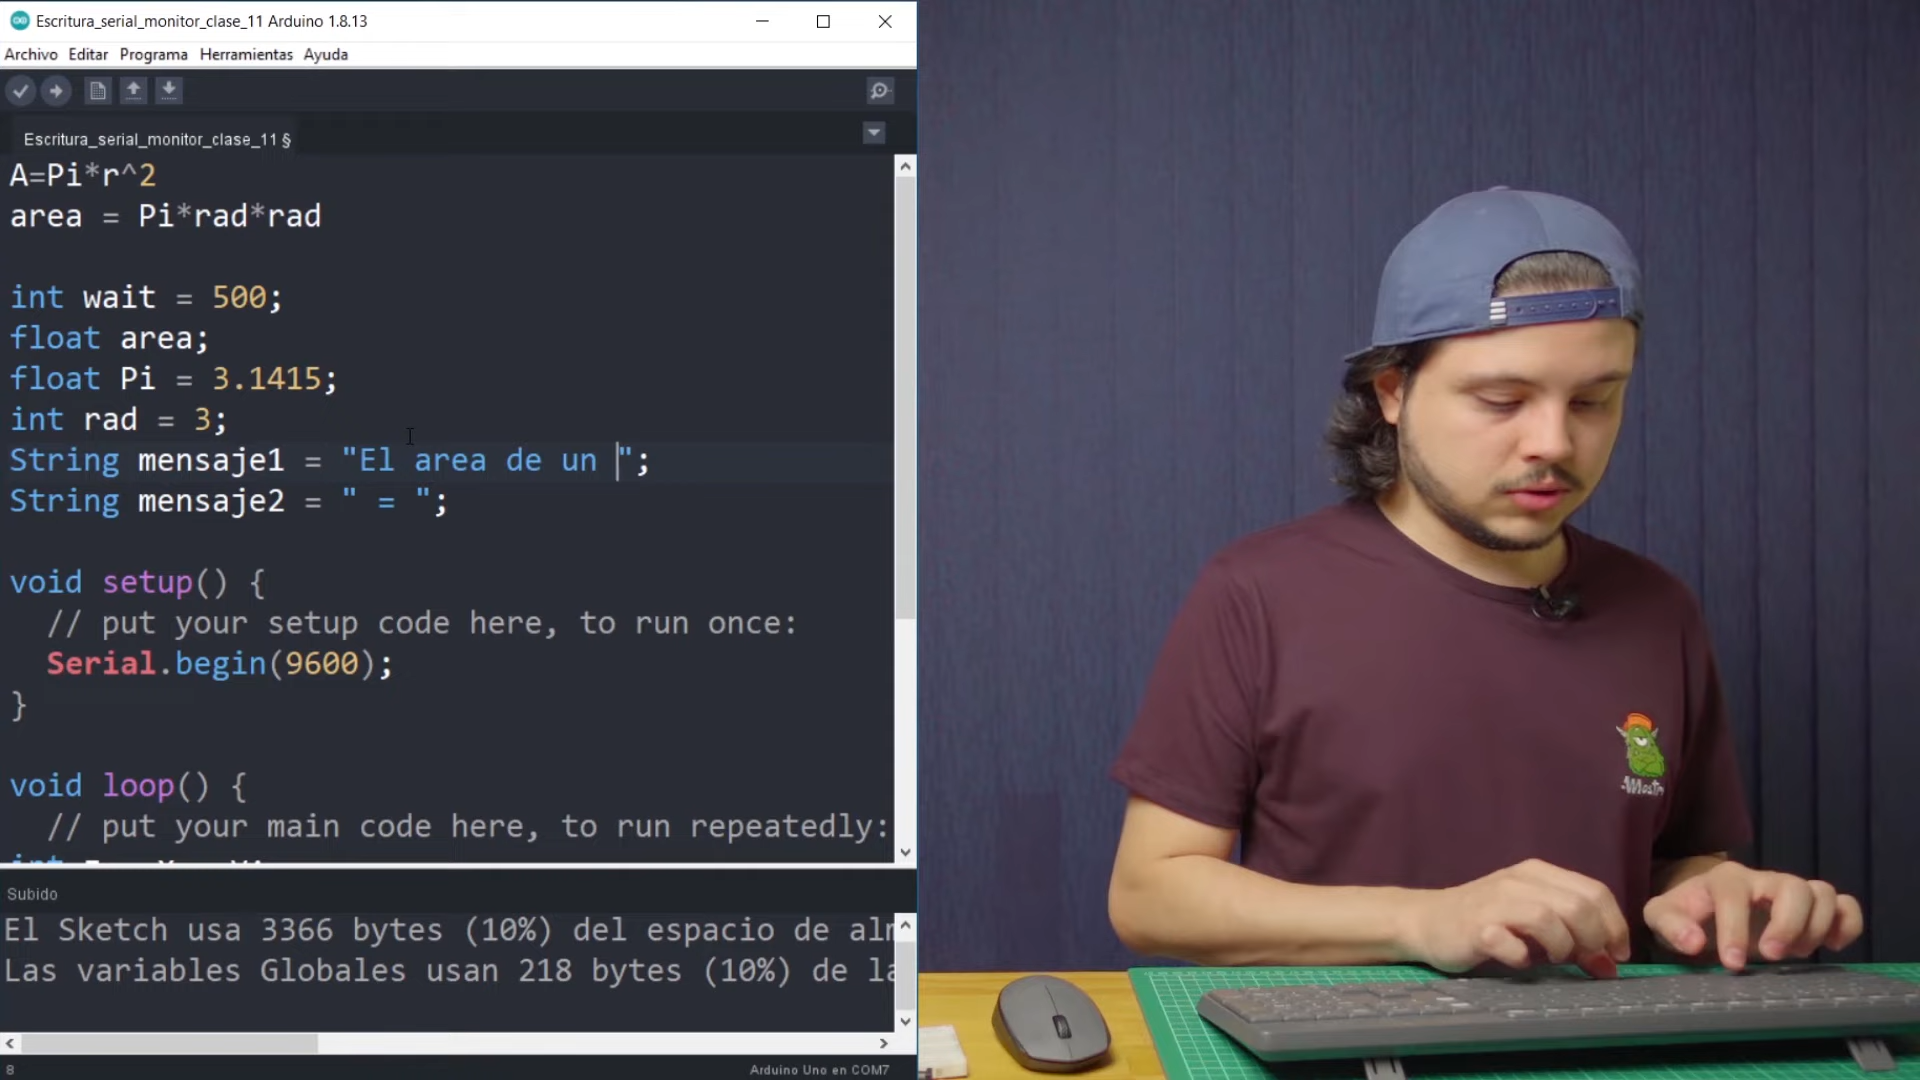 Escritura_serial_monitor_clase_11 Arduino 1.8.13
Archivo Editar Programa Herramientas Ayuda
Escritura_serial_monitor_clase_11 §
A=Pi*r^2
area = Pi*rad*rad
int wait = 500;
float area;
float Pi = 3.1415;
int rad = 3;
String mensaje1 = "El area de un ";
String mensaje2 = " = ";
void setup() {
// put your setup code here, to run once:
Serial.begin(9600);
}
void loop() {
// put your main code here, to run repeatedly:
Subido
El Sketch usa 3366 bytes (10%) del espacio de
Las variables Globales usan 218 bytes (10%) de
8
Arduino Uno en COM7